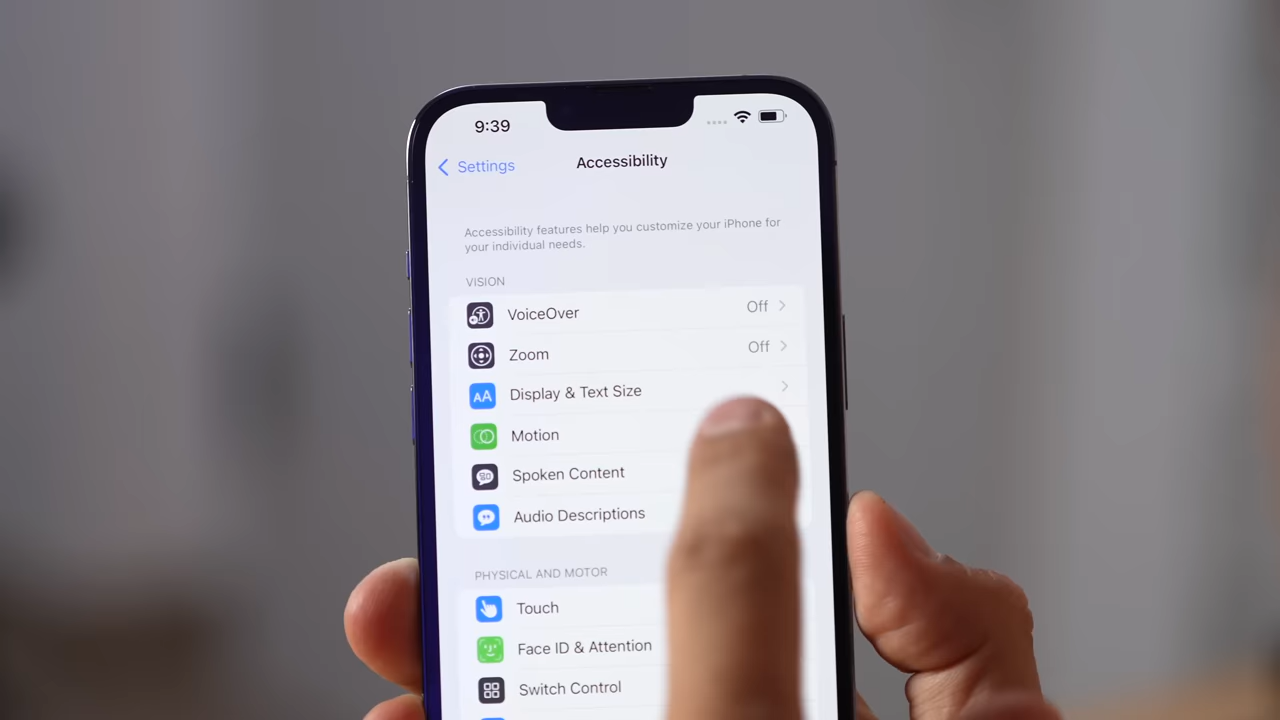 9:39
Settings
Accessibility
Accessibility features help you customize your iPhone for
your individual needs.
VISION
VoiceOver Off
Zoom Off
AA Display & Text Size
Motion
Spoken Content
Audio Descriptions
PHYSICAL AND MOTOR
Touch
Face ID & Attention
Switch Control